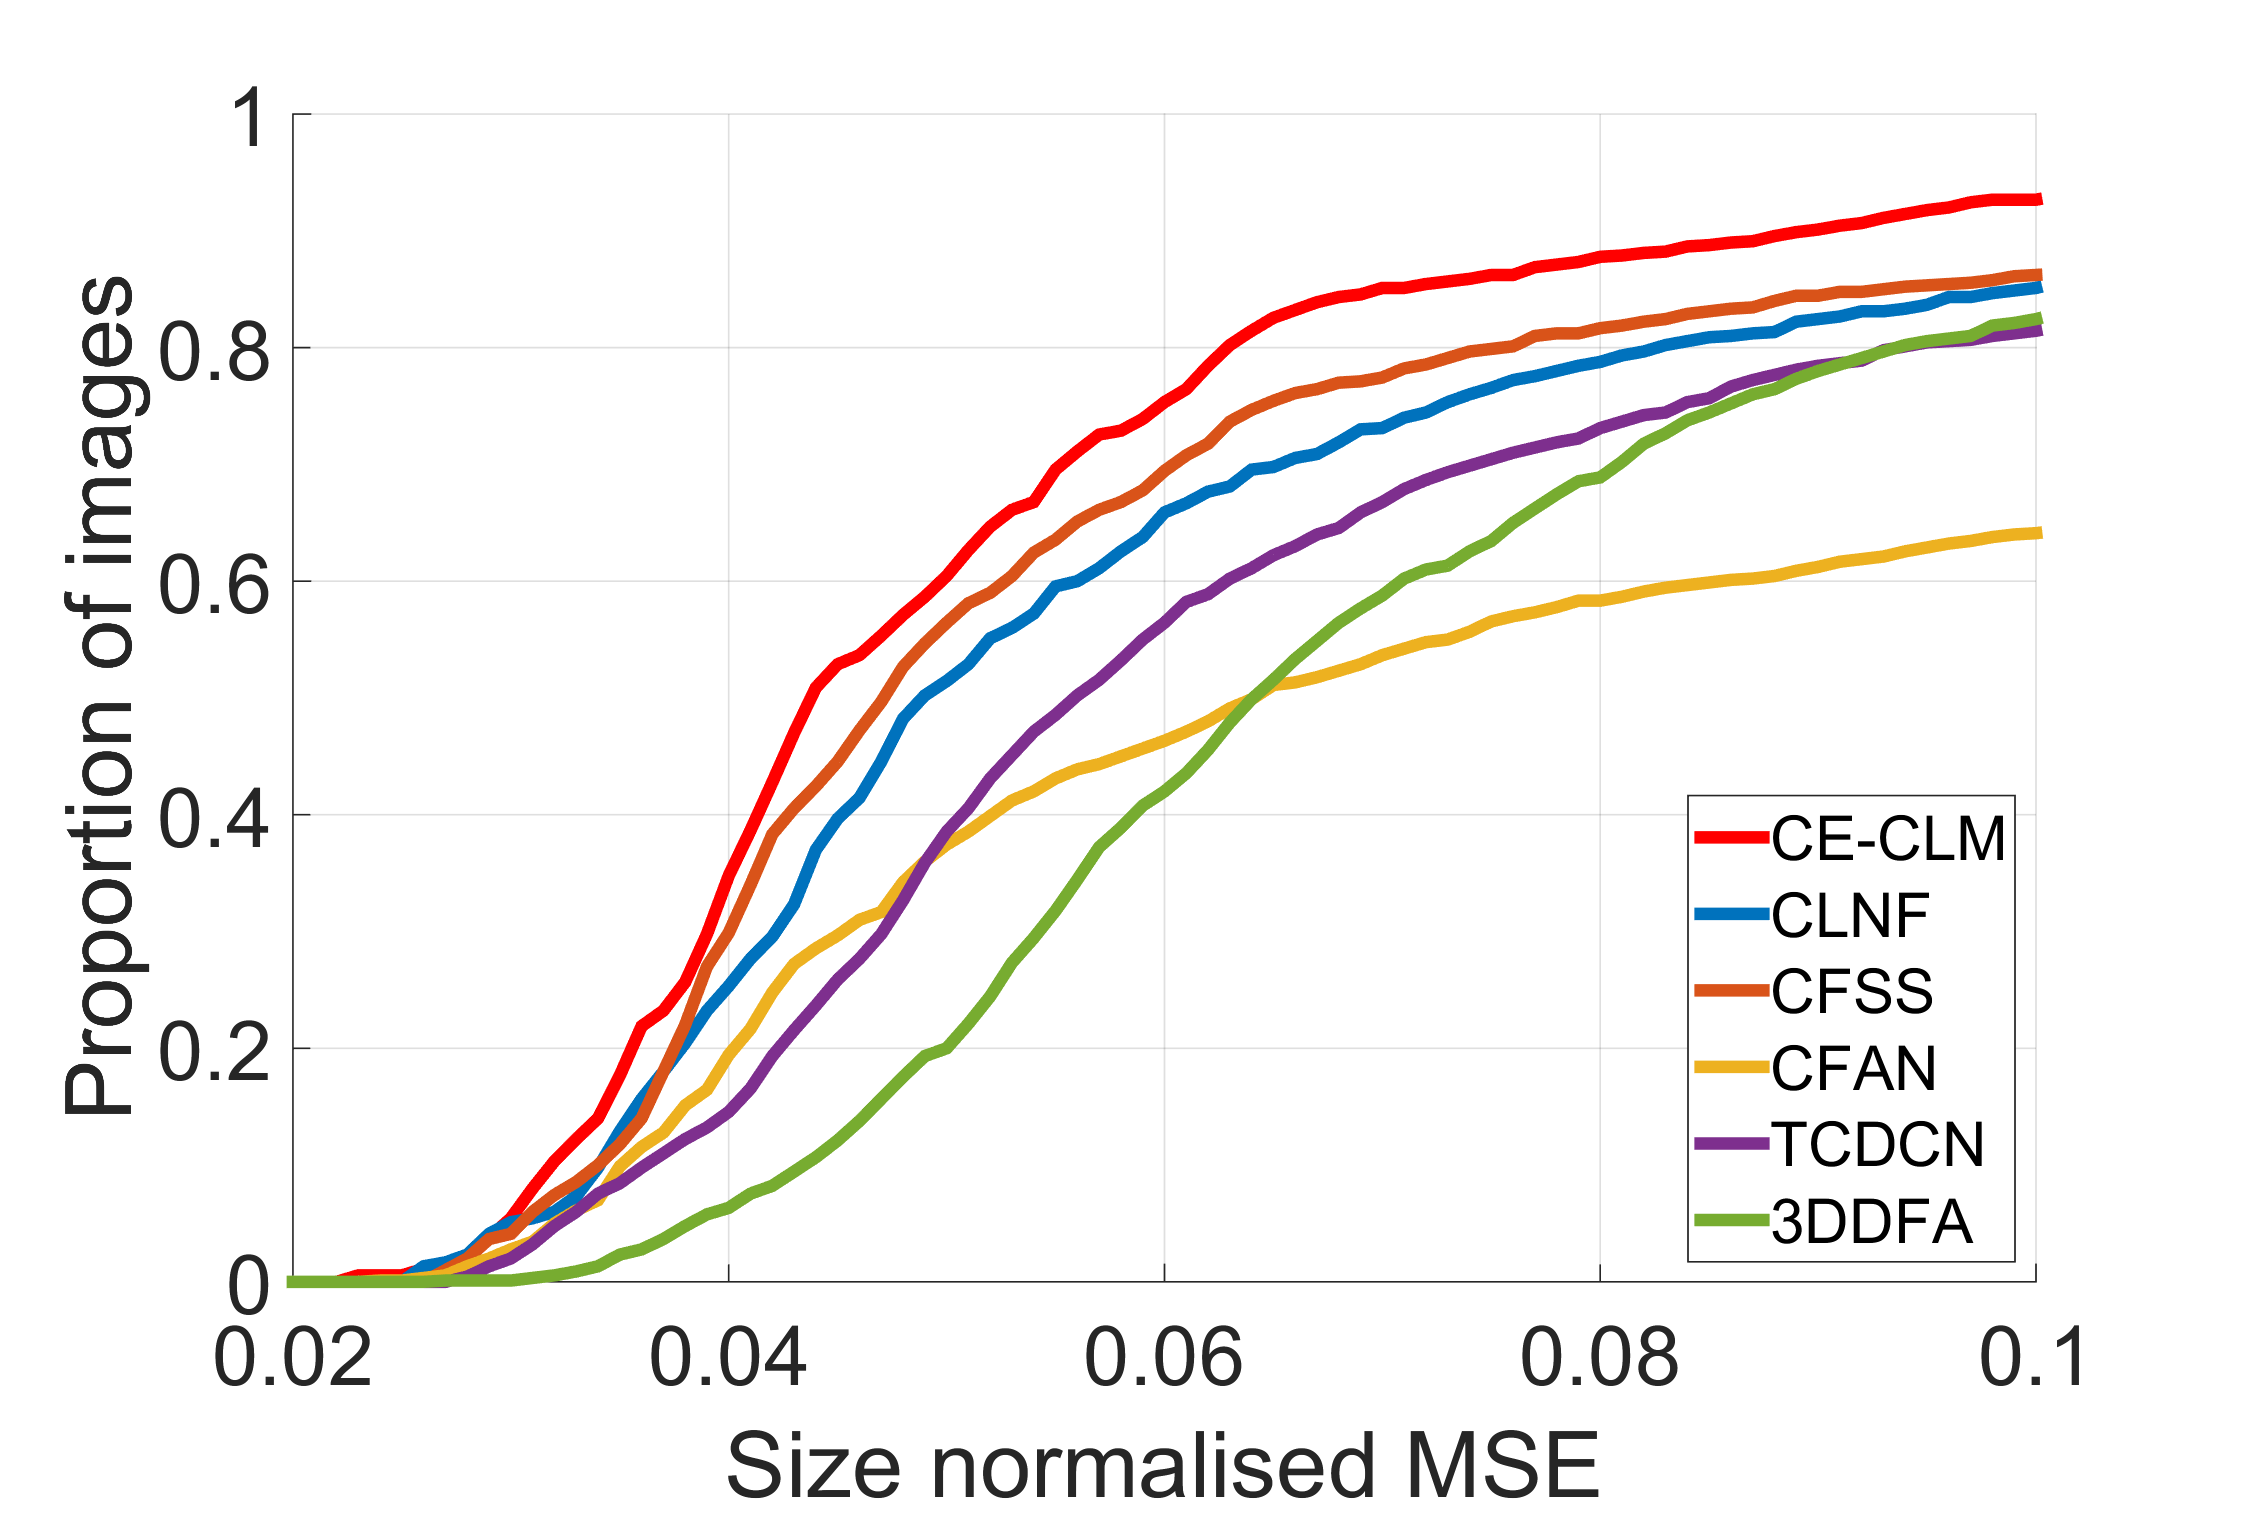 1
0.8
0.6
0.4
0.2
0
Proportion of images
0.02 0.04 0.06 0.08 0.1
Size normalised MSE
CE-CLM
CLNF
CFSS
CFAN
TCDCN
3DDFA